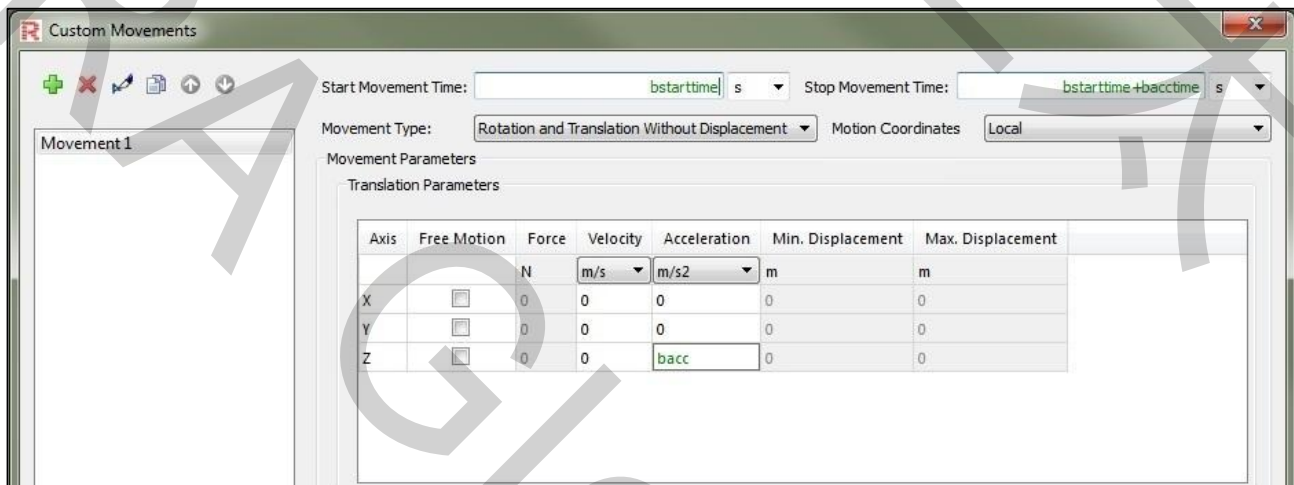 Custom Movements
Start Movement Time: bstarttime s Stop Movement Time: bstarttime+bacctime s
Movement 1
Movement Type: Rotation and Translation Without Displacement Motion Coordinates Local
Movement Parameters
Translation Parameters
Axis Free Motion Force Velocity Acceleration Min. Displacement Max. Displacement
N m/s m/s2 m m
X 0 0 0 0 0
Y 0 0 0 0 0
Z 0 0 bacc 0 0